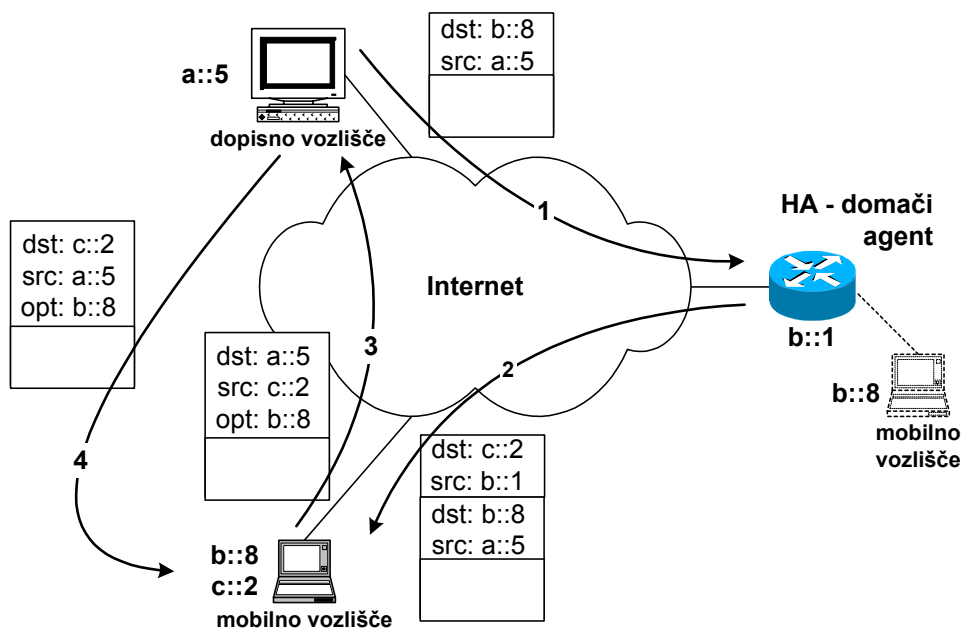 dst: b::8
src: a::5
a::5
dopisno vozlišče
1
HA - domači
agent
dst: c::2
src: a::5
opt: b::8
Internet
b::1
3
2
dst: a::5
src: c::2
opt: b::8
b::8
mobilno
vozlišče
4
dst: c::2
src: b::1
dst: b::8
src: a::5
b::8
c::2
mobilno vozlišče